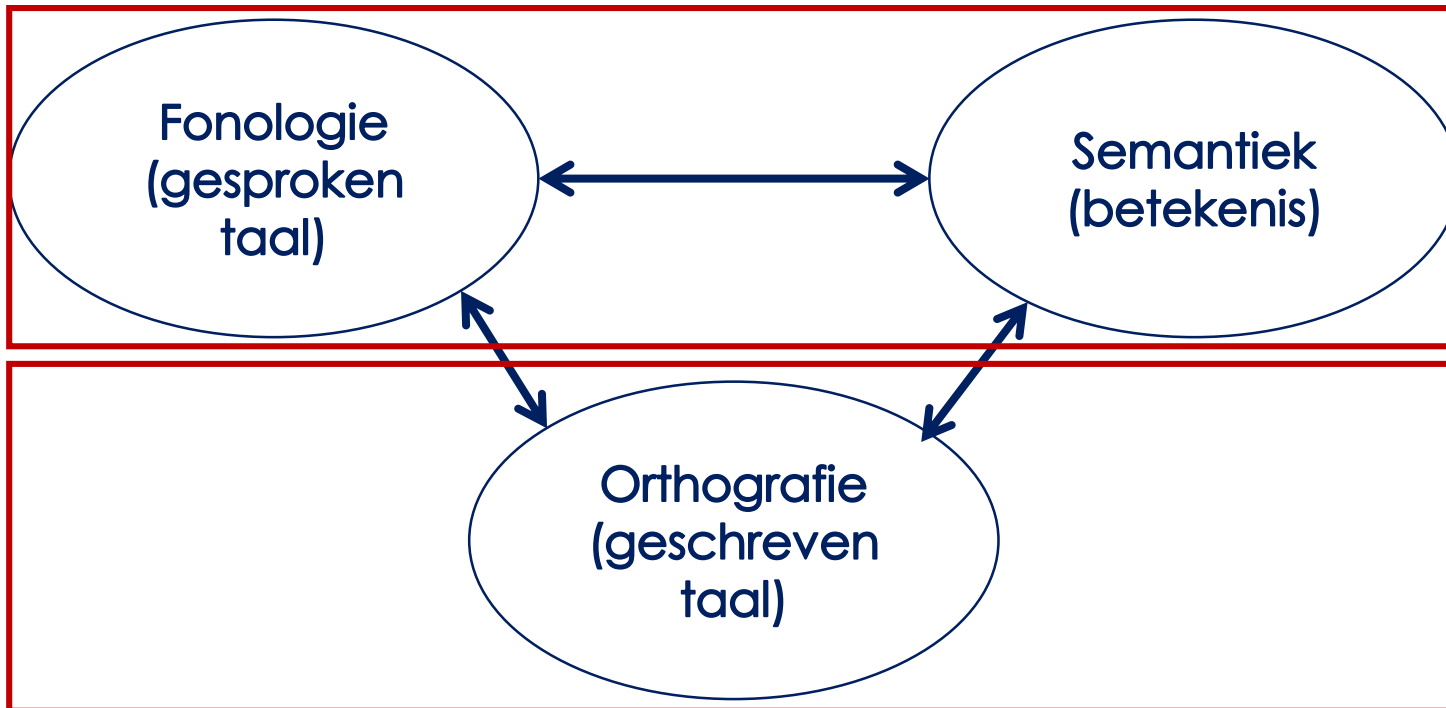 Fonologie
(gesproken
taal)
Semantiek
(betekenis)
Orthografie
(geschreven
taal)